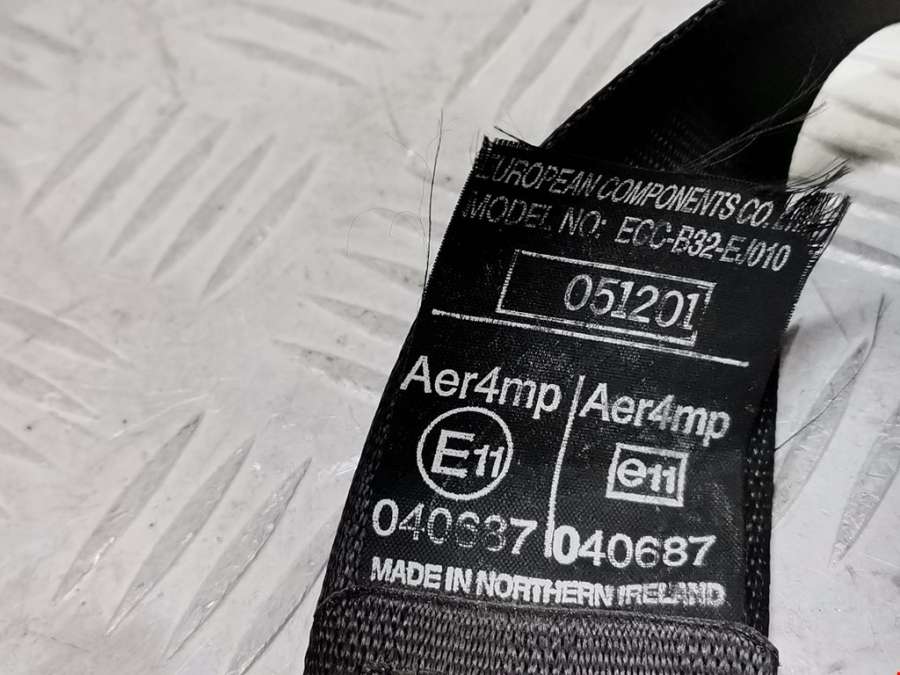 EUROPEAN COMPONENTS CO.
MODEL NO: ECC-B32-EJ010
051201
Aer4mp Aer4mp
E11 e11
040687 040687
MADE IN NORTHERN IRELAND